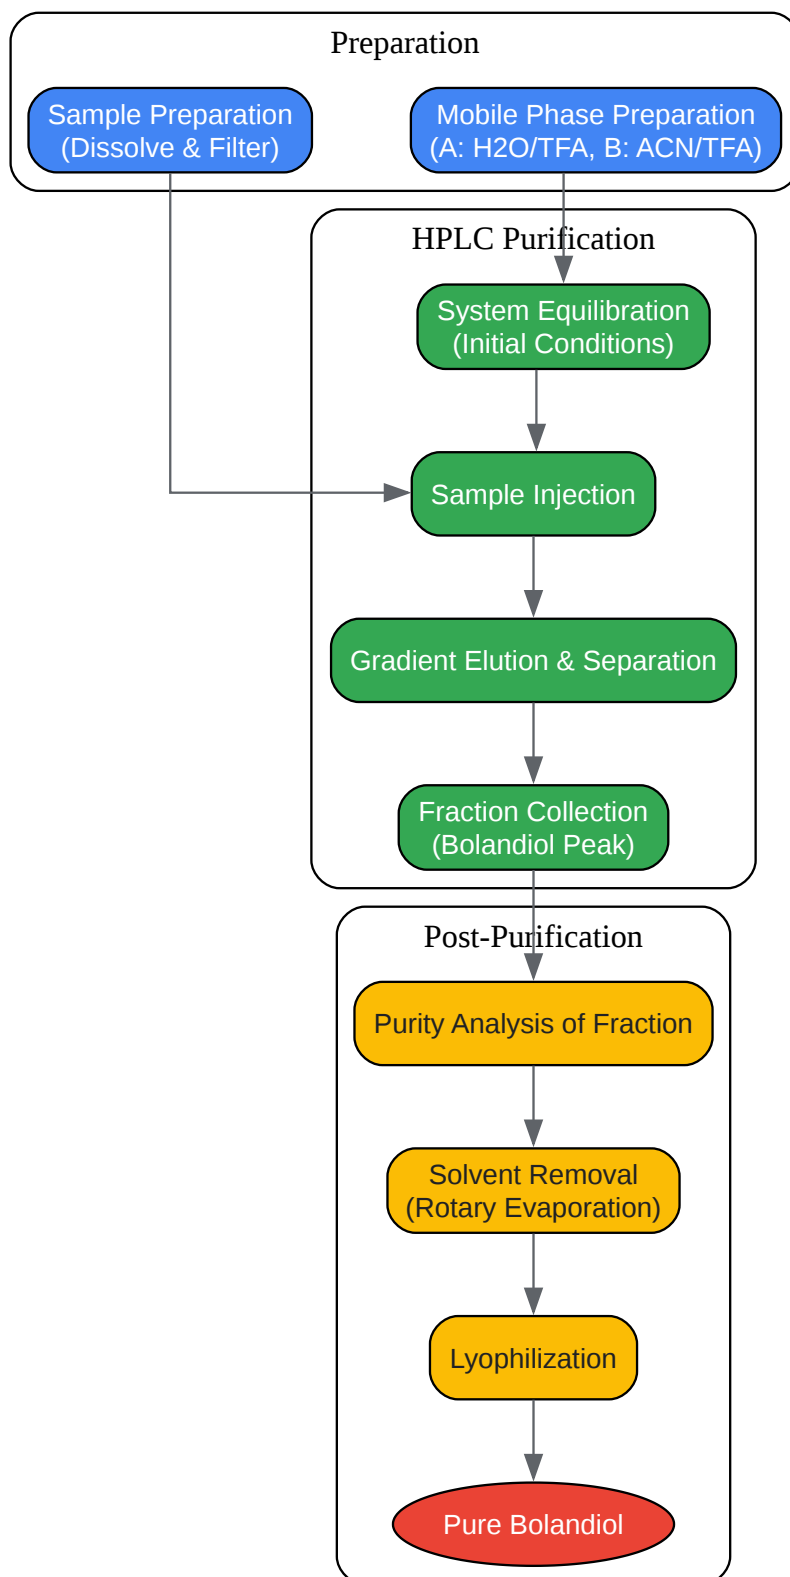 Preparation
Sample Preparation
(Dissolve & Filter)
Mobile Phase Preparation
(A: H2O/TFA, B: ACN/TFA)
HPLC Purification
System Equilibration
(Initial Conditions)
Sample Injection
Gradient Elution & Separation
Fraction Collection
(Bolandiol Peak)
Post-Purification
Purity Analysis of Fraction
Solvent Removal
(Rotary Evaporation)
Lyophilization
Pure Bolandiol